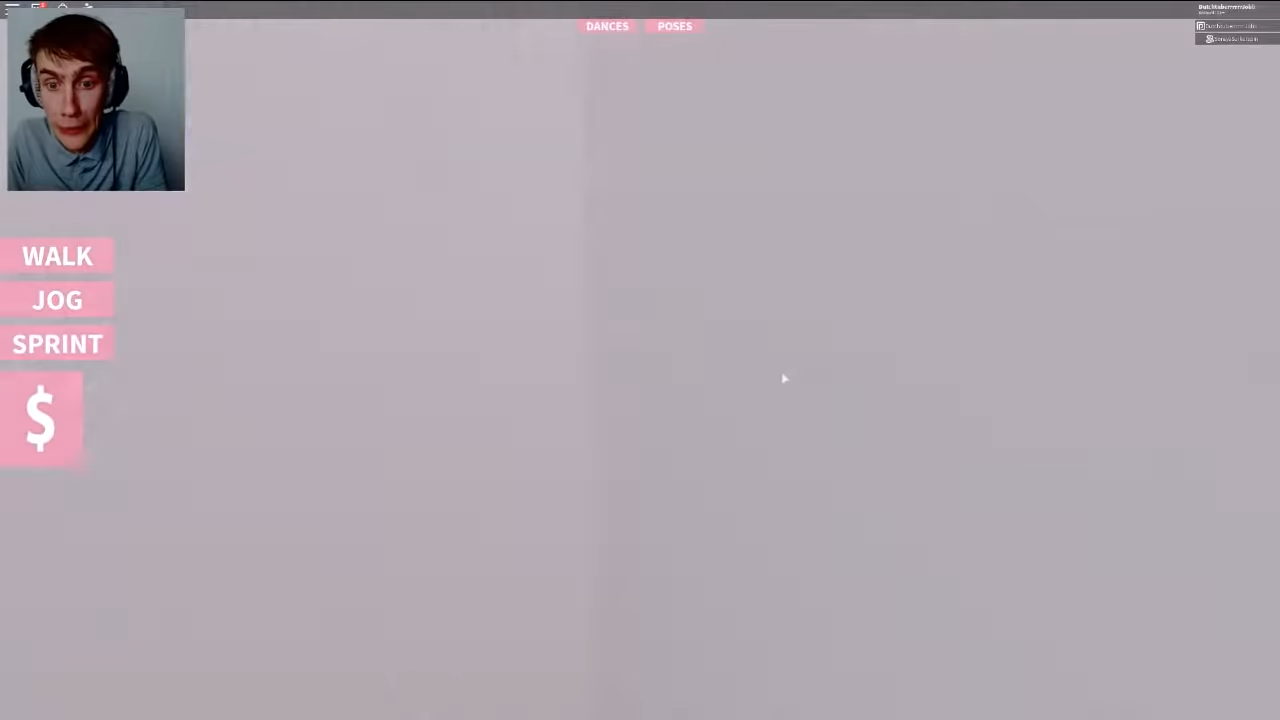 DANCES
POSES
WALK
JOG
SPRINT
$